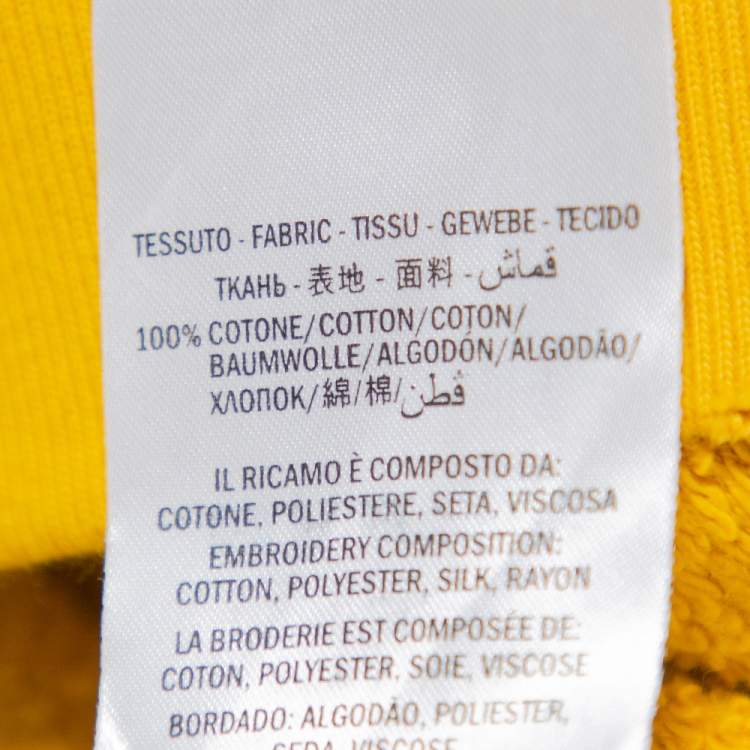 TESSUTO - FABRIC - TISSU - GEWEBE - TECIDO
ТКАНЬ - 表地 - 面料 - قماش
100% COTONE/COTTON/COTON/
BAUMWOLLE/ALGODÓN/ALGODÃO/
ХЛОПОК/綿/棉/قطن
IL RICAMO È COMPOSTO DA:
COTONE, POLIESTERE, SETA, VISCOSA
EMBROIDERY COMPOSITION:
COTTON, POLYESTER, SILK, RAYON
LA BRODERIE EST COMPOSÉE DE:
COTON, POLYESTER, SOIE, VISCOSE
BORDADO: ALGODÃO, POLIESTER,
SEDA, VISCOSE